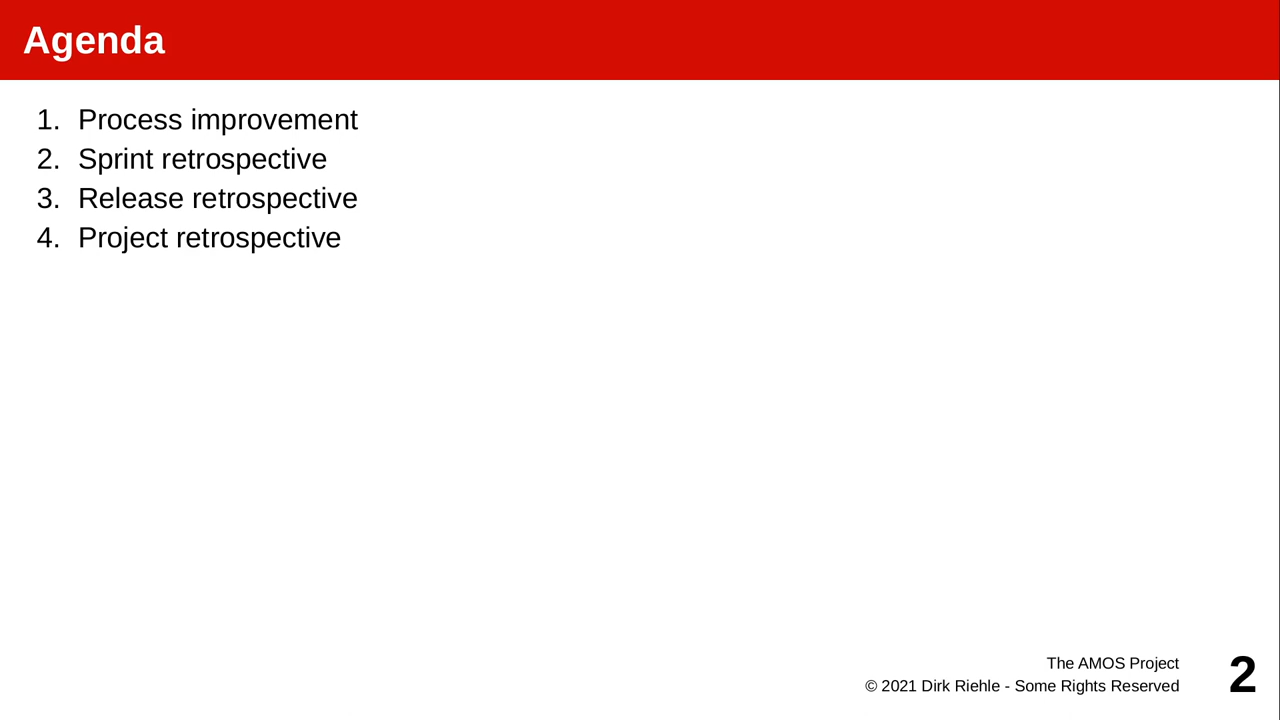 Agenda
1. Process improvement
2. Sprint retrospective
3. Release retrospective
4. Project retrospective
The AMOS Project
© 2021 Dirk Riehle - Some Rights Reserved
2